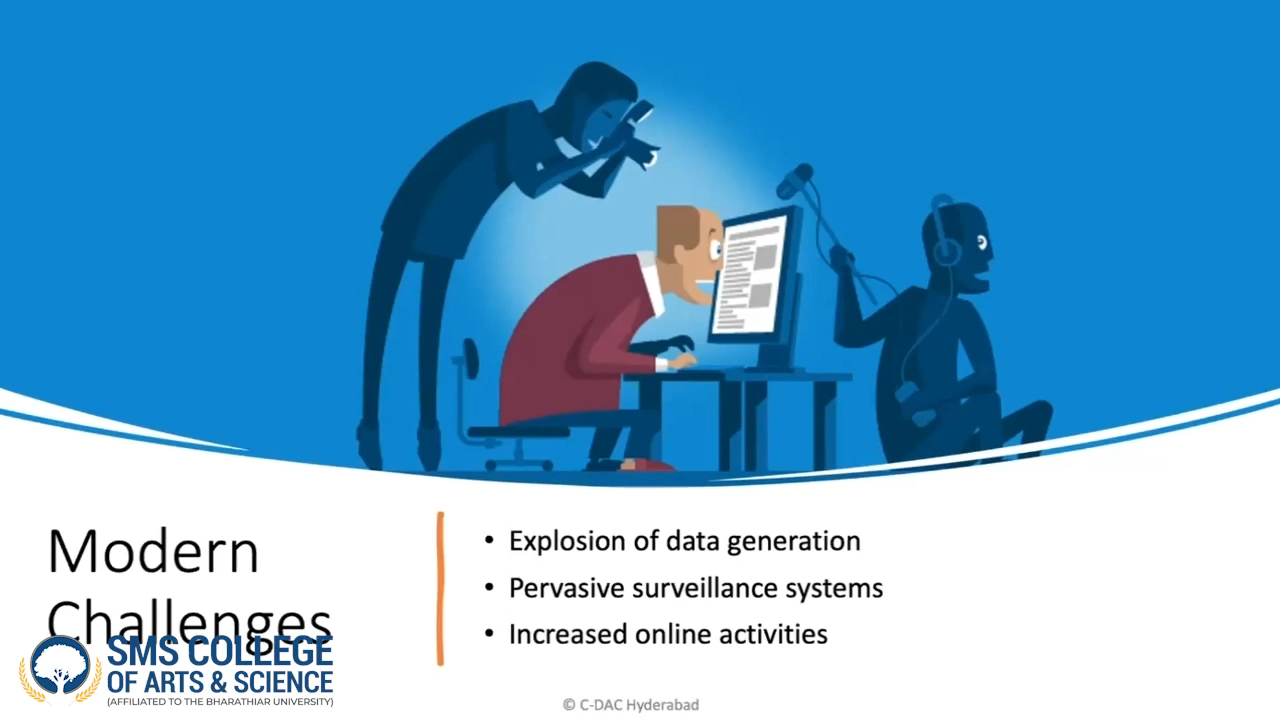 Modern
Challenges
• Explosion of data generation
• Pervasive surveillance systems
• Increased online activities
SMS COLLEGE
OF ARTS & SCIENCE
(AFFILIATED TO THE BHARATHIAR UNIVERSITY)
© C-DAC Hyderabad